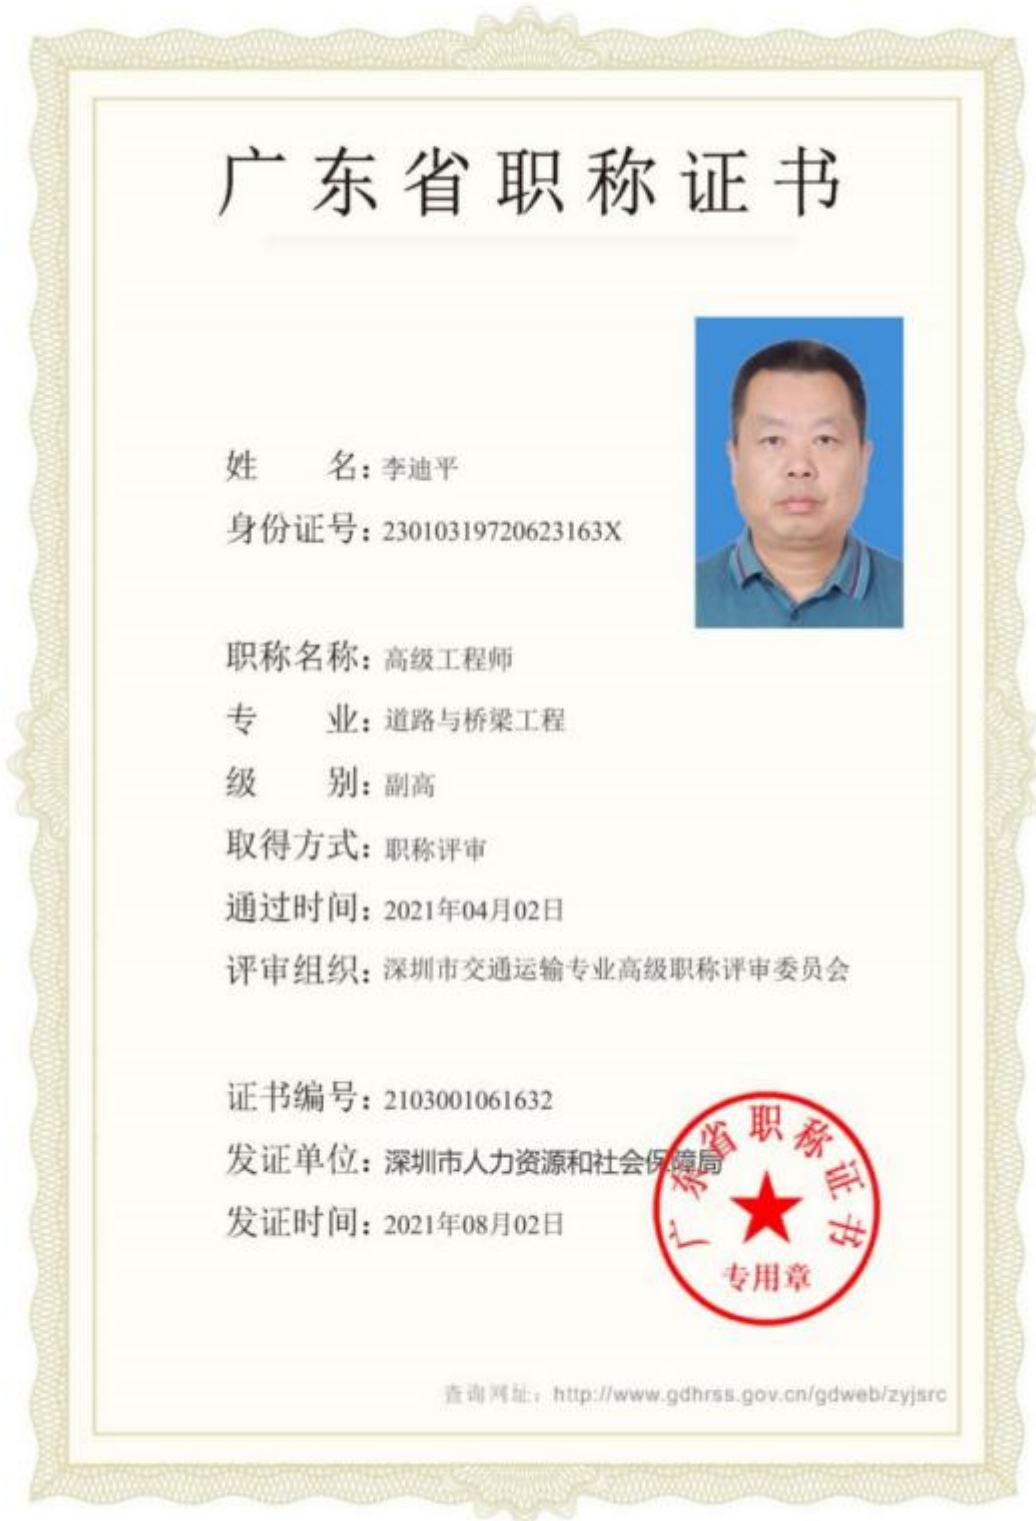 广东省职称证书
姓 名：李迪平
身份证号：23010319720623163X
职称名称：高级工程师
专 业：道路与桥梁工程
级 别：副高
取得方式：职称评审
通过时间：2021年04月02日
评审组织：深圳市交通运输专业高级职称评审委员会
证书编号：2103001061632
发证单位：深圳市人力资源和社会保障局
发证时间：2021年08月02日
广东省职称证书
专用章
查询网址：http://www.gdhrss.gov.cn/gdweb/zyjsrc